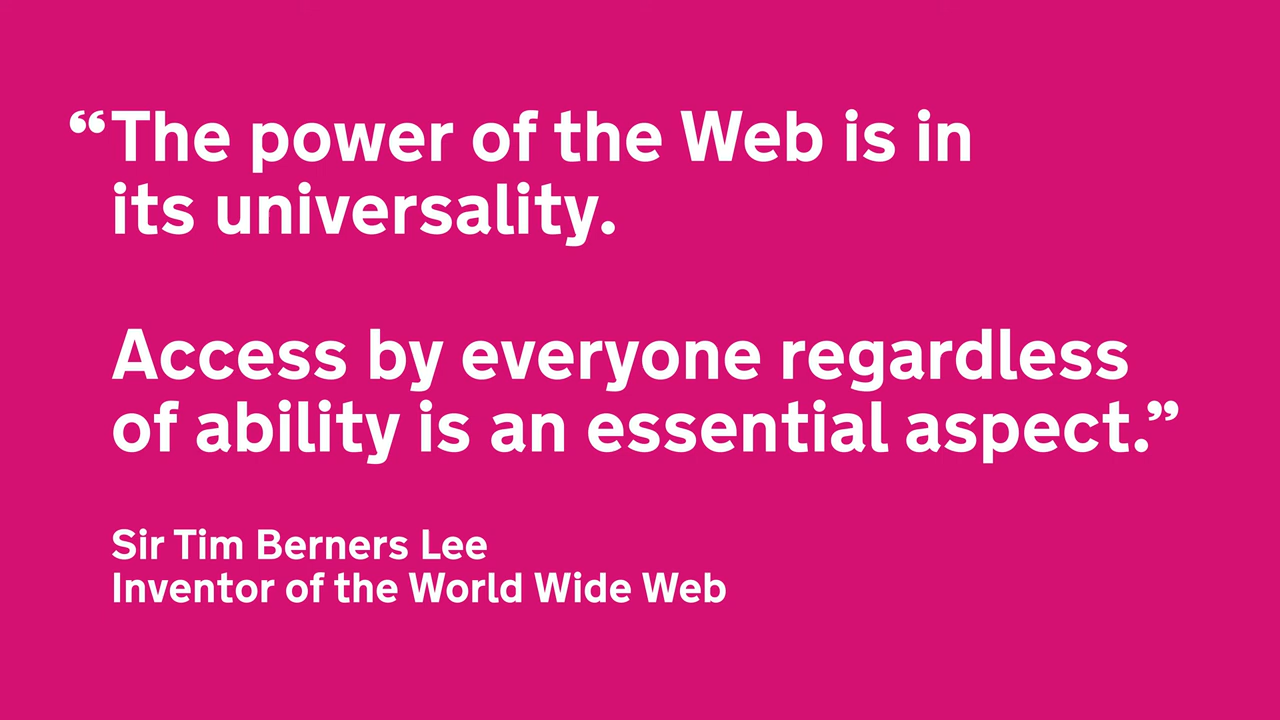 “The power of the Web is in
its universality.
Access by everyone regardless
of ability is an essential aspect.”
Sir Tim Berners Lee
Inventor of the World Wide Web